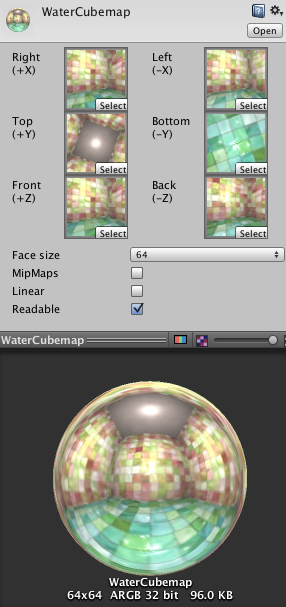 WaterCubemap
Open
Right (+X)
Select
Left (-X)
Select
Top (+Y)
Select
Bottom (-Y)
Select
Front (+Z)
Select
Back (-Z)
Select
Face size
64
MipMaps
Linear
Readable
WaterCubemap
WaterCubemap
64x64 ARGB 32 bit 96.0 KB